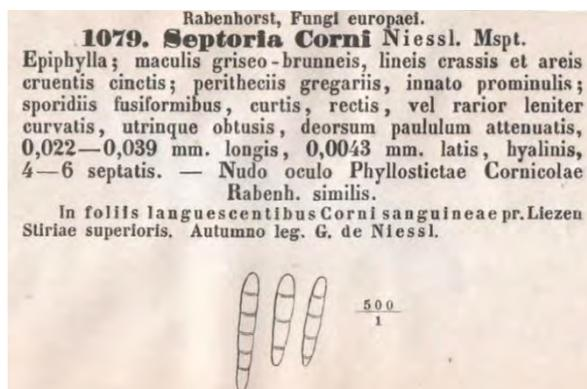 Rabenhorst, Fungi europaei.
1079. Septoria Corni Niessl. Mspt.
Epiphylla; maculis griseo-brunneis, lineis crassis et areis
cruentis cinctis; peritheciis gregariis, innato prominulis;
sporidiis fusiformibus, curtis, rectis, vel rarior leniter
curvatis, utrinque obtusis, deorsum paululum attenuatis,
0,022—0,039 mm. longis, 0,0043 mm. latis, hyalinis,
4—6 septatis. — Nudo oculo Phyllostictae Cornicolae
Rabenh. similis.
In foliis languescentibus Corni sanguineae pr. Liezen
Stiriae superioris. Autumno leg. G. de Niessl.
500
1